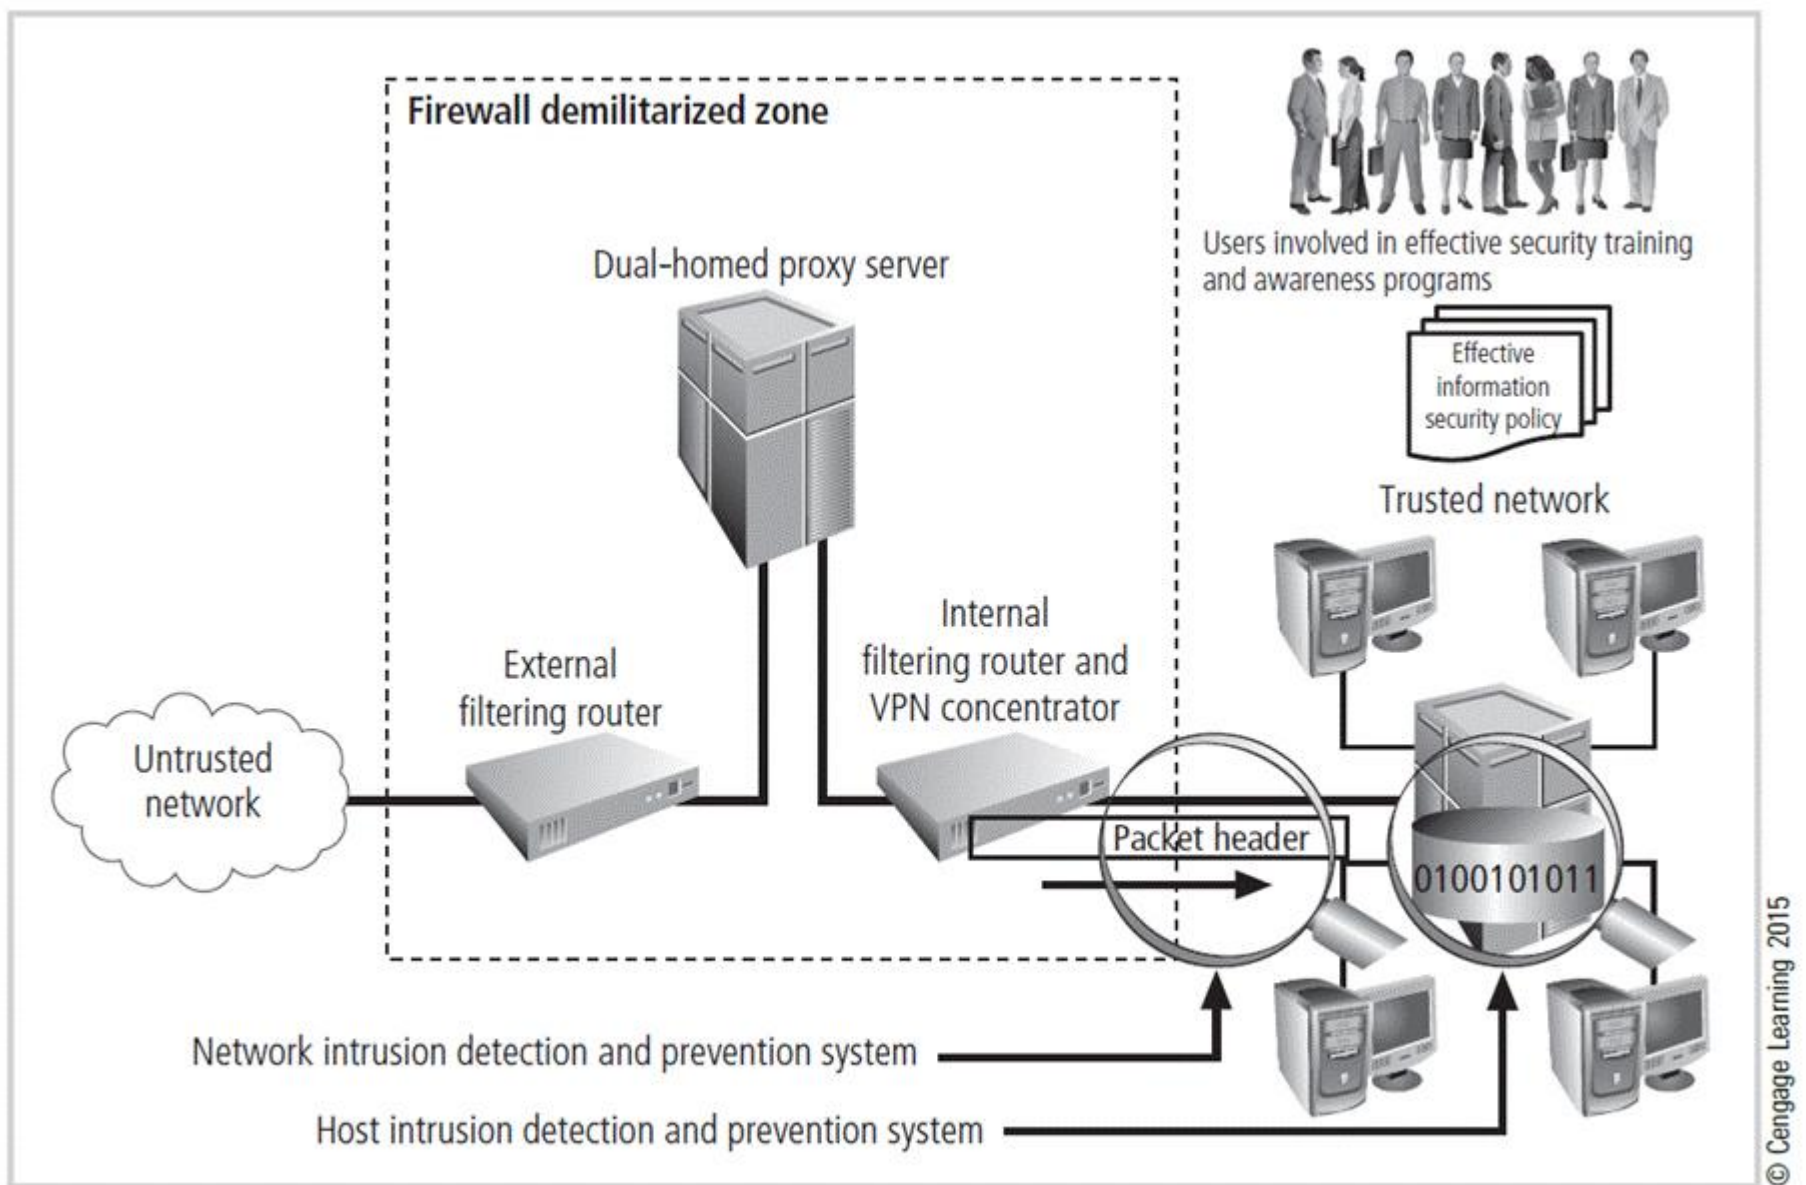 Firewall demilitarized zone
Users involved in effective security training
and awareness programs
Dual-homed proxy server
Effective
information
security policy
Trusted network
External
filtering router
Internal
filtering router and
VPN concentrator
Untrusted
network
Packet header
0100101011
Network intrusion detection and prevention system
Host intrusion detection and prevention system
© Cengage Learning 2015